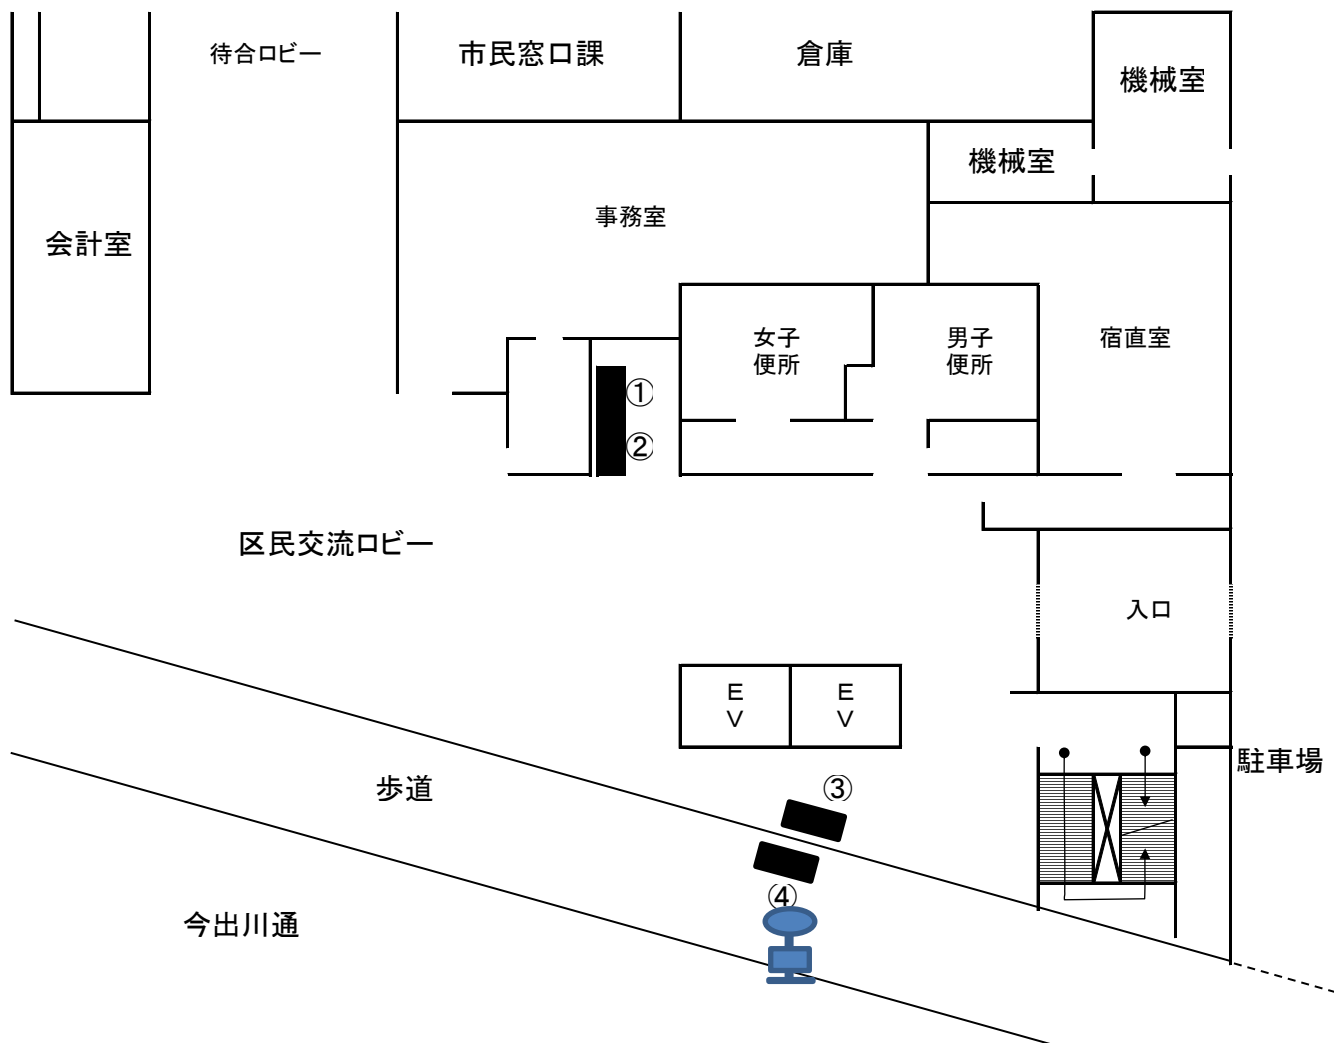 待合ロビー
市民窓口課
倉庫
機械室
機械室
事務室
会計室
女子
便所
男子
便所
宿直室
①
②
区民交流ロビー
入口
E
V
E
V
駐車場
歩道
③
④
今出川通